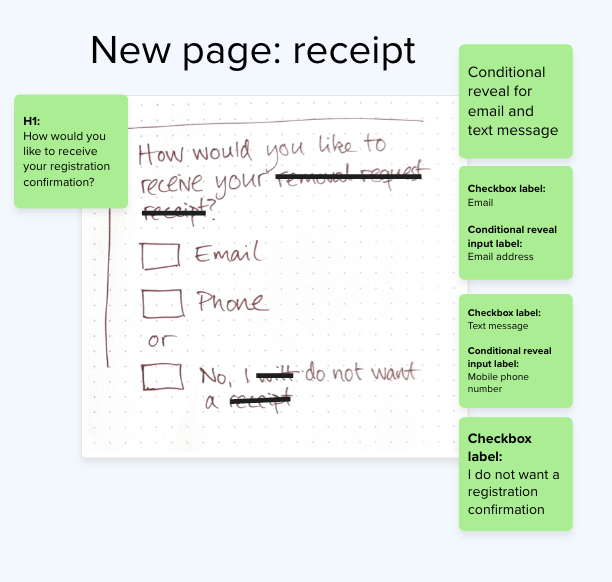 New page: receipt
H1:
How would you
like to receive
your registration
confirmation?
How would you like to
receive your removal request
receipt?
Email
Phone
or
No, I will do not want
a receipt
Conditional
reveal for
email and
text message
Checkbox label:
Email
Conditional reveal
input label:
Email address
Checkbox label:
Text message
Conditional reveal
input label:
Mobile phone
number
Checkbox
label:
I do not want a
registration
confirmation